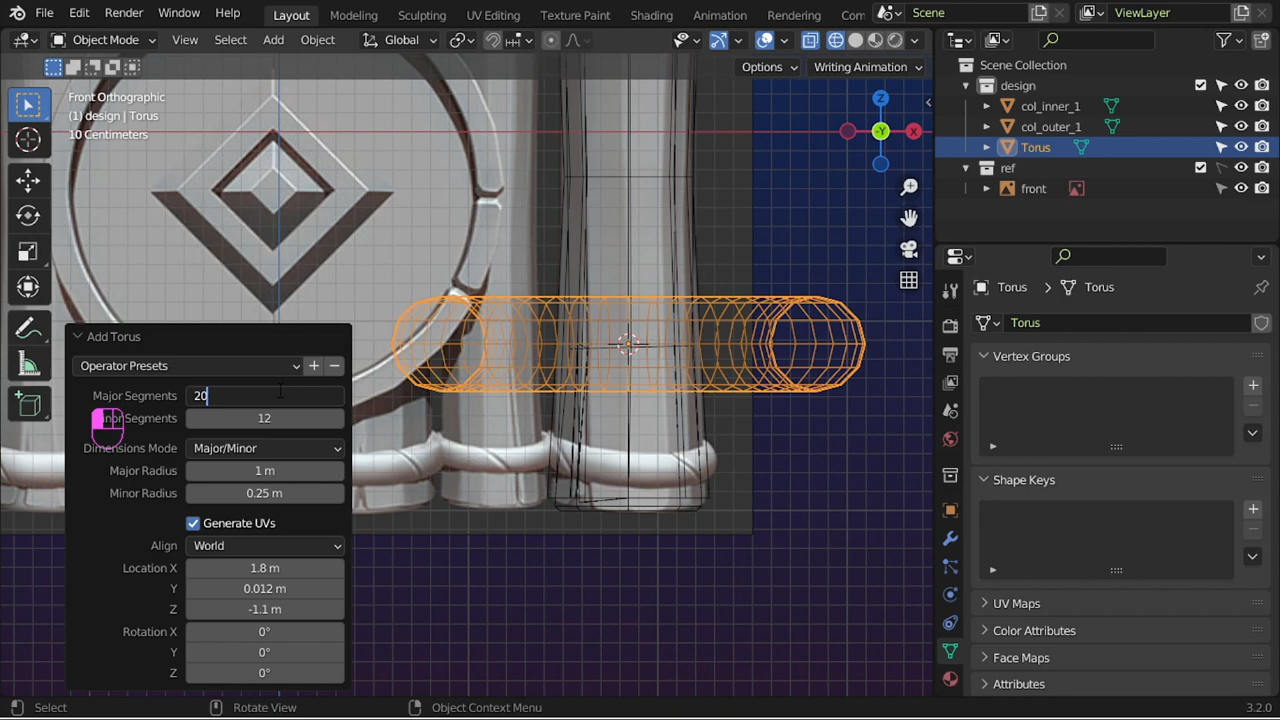 File Edit Render Window Help Layout Modeling Sculpting UV Editing Texture Paint Shading Animation Rendering Com Scene ViewLayer
Object Mode View Select Add Object Global
Options Writing Animation
Front Orthographic
(1) design | Torus
10 Centimeters
Z
-Y
X
Add Torus
Operator Presets
Major Segments 20
Segments 12
Dimensions Mode Major/Minor
Major Radius 1 m
Minor Radius 0.25 m
Generate UVs
Align World
Location X 1.8 m
Y 0.012 m
Z -1.1 m
Rotation X 0°
Y 0°
Z 0°
Scene Collection
design
col_inner_1
col_outer_1
Torus
ref
front
Torus Torus
Torus
Vertex Groups
Shape Keys
UV Maps
Color Attributes
Face Maps
Attributes
Select Rotate View Object Context Menu 3.2.0